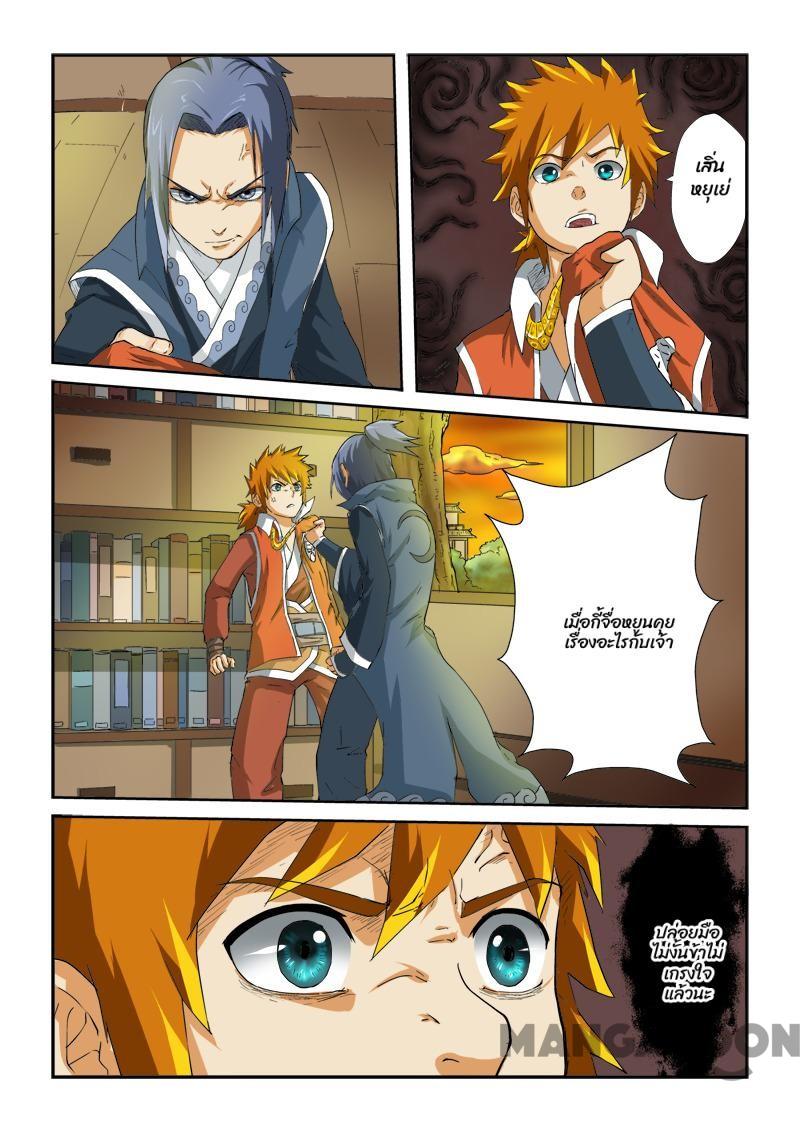 เสิ่น
หยุเย่
เมื่อกี้จื่อหยุนคุย
เรื่องอะไรกับเจ้า
ปล่อยมือ
ไม่งั้นข้าไม่
เกรงใจ
แล้วนะ